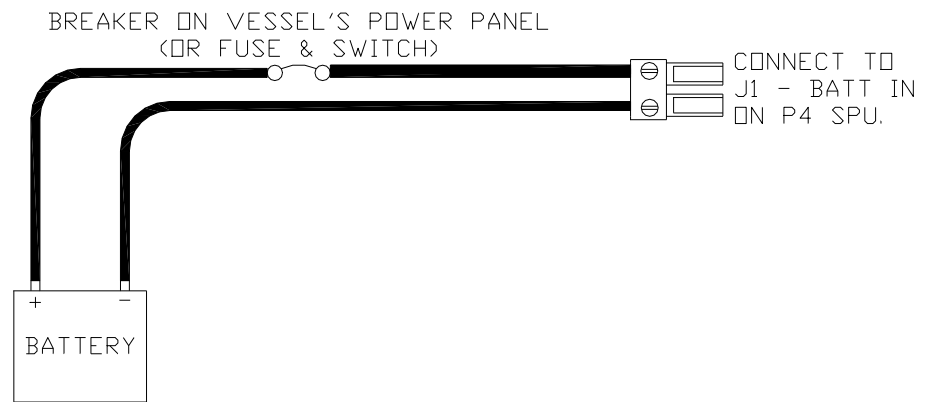 BREAKER ON VESSEL'S POWER PANEL
(OR FUSE & SWITCH)
CONNECT TO
J1 - BATT IN
ON P4 SPU.
+ -
BATTERY